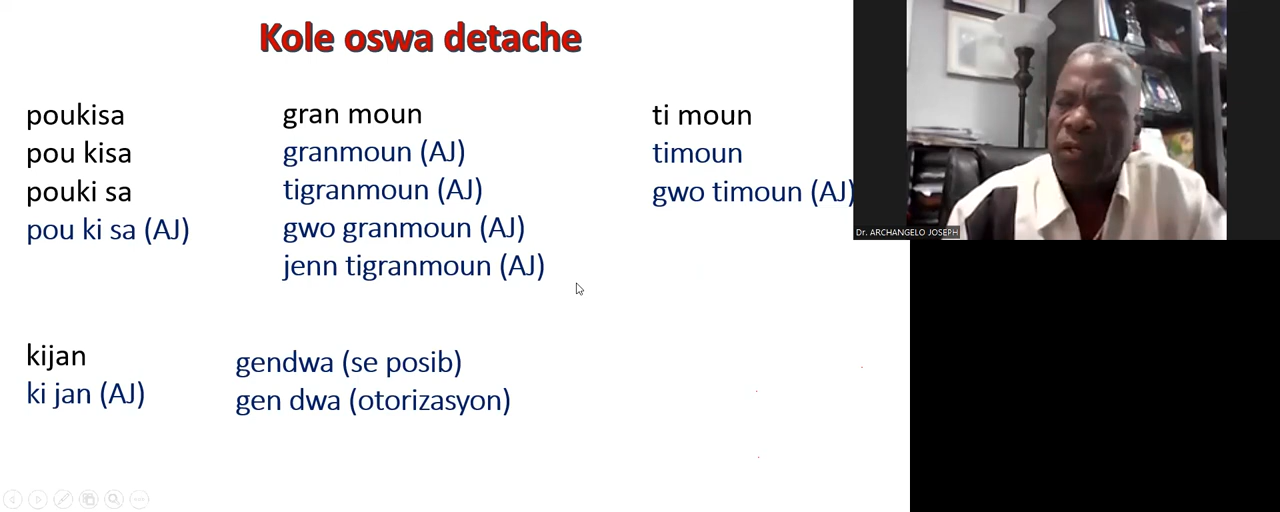 Kole oswa detache
poukisa
pou kisa
pouki sa
pou ki sa (AJ)
gran moun
granmoun (AJ)
tigranmoun (AJ)
gwo granmoun (AJ)
jenn tigranmoun (AJ)
ti moun
timoun
gwo timoun (AJ)
kijan
ki jan (AJ)
gendwa (se posib)
gen dwa (otorizasyon)
Dr. ARCHANGELO JOSEPH